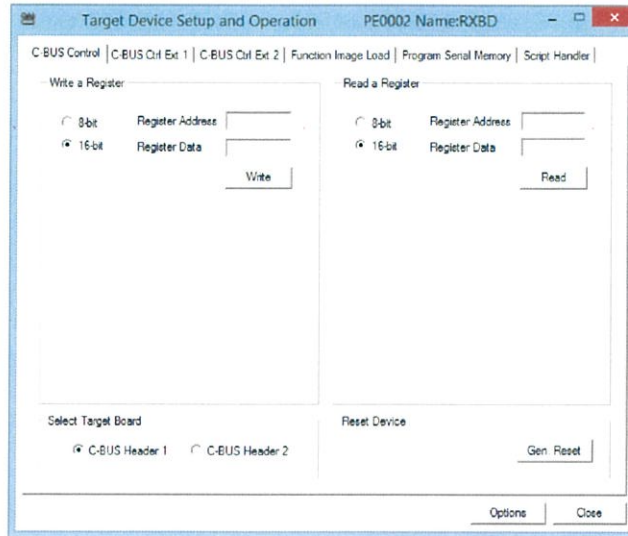 Target Device Setup and Operation PE0002 Name:RXBD
C-BUS Control C-BUS Ctrl Ext 1 C-BUS Ctrl Ext 2 Function Image Load Program Serial Memory Script Handler
Write a Register
8-bit Register Address
16-bit Register Data
Write
Read a Register
8-bit Register Address
16-bit Register Data
Read
Select Target Board
C-BUS Header 1 C-BUS Header 2
Reset Device
Gen. Reset
Options Close